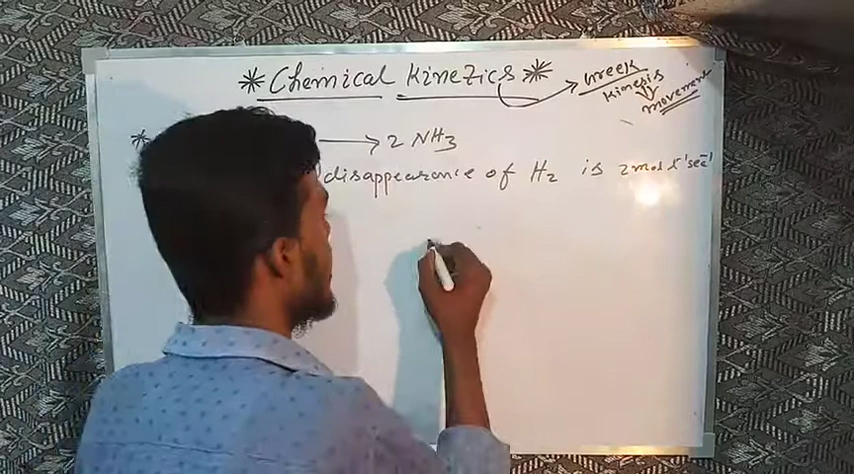 * Chemical Kinetics *
Greek
Kinesis
movement
* → 2 NH3
disappearance of H2 is 2 mol L⁻¹ sec⁻¹